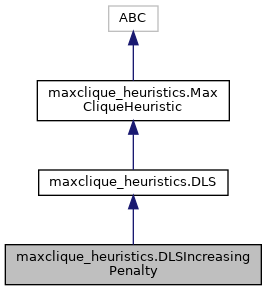 ABC
maxclique_heuristics.Max
CliqueHeuristic
maxclique_heuristics.DLS
maxclique_heuristics.DLSIncreasing
Penalty